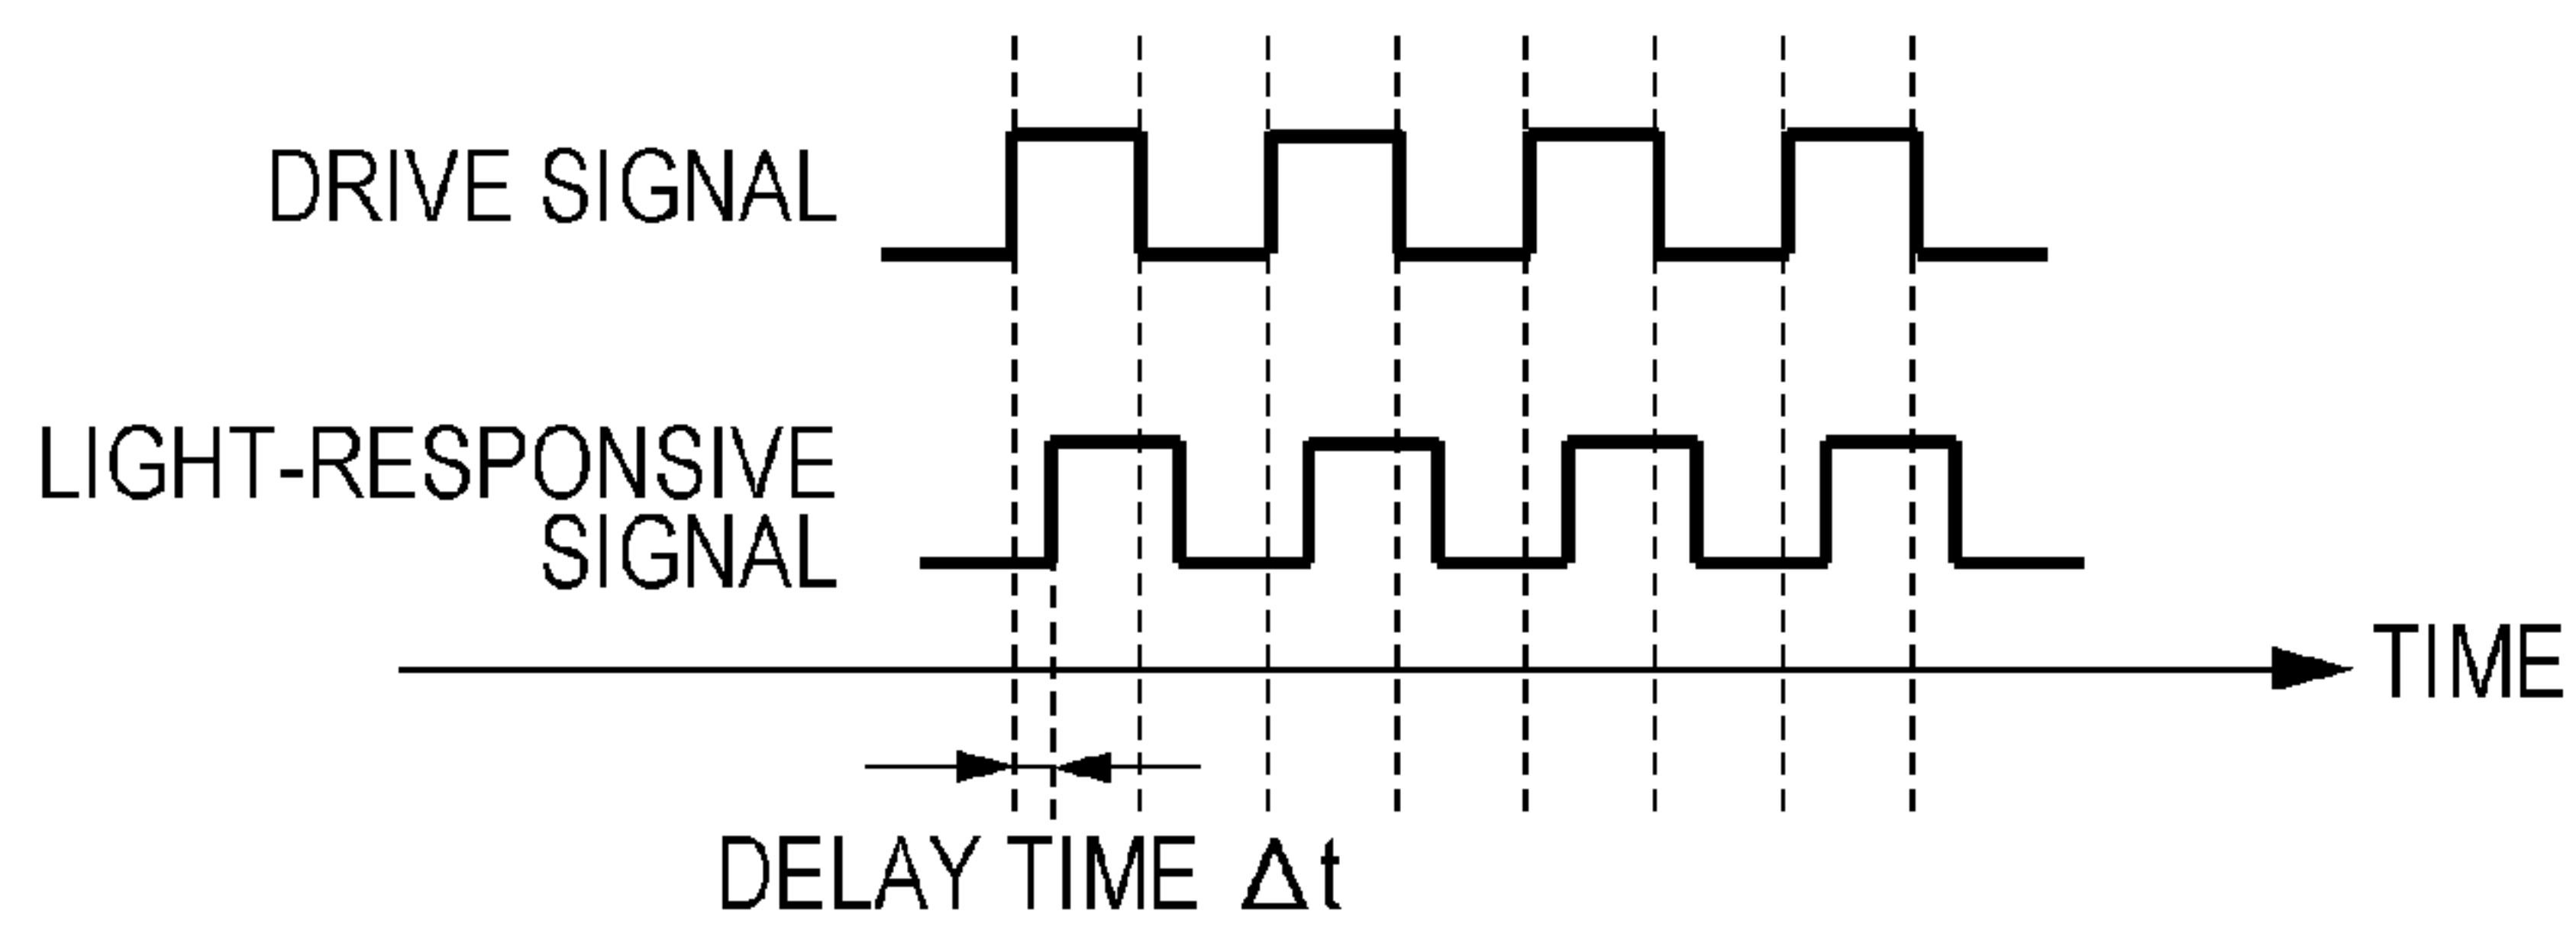 DRIVE SIGNAL
LIGHT-RESPONSIVE
SIGNAL
TIME
DELAY TIME Δt